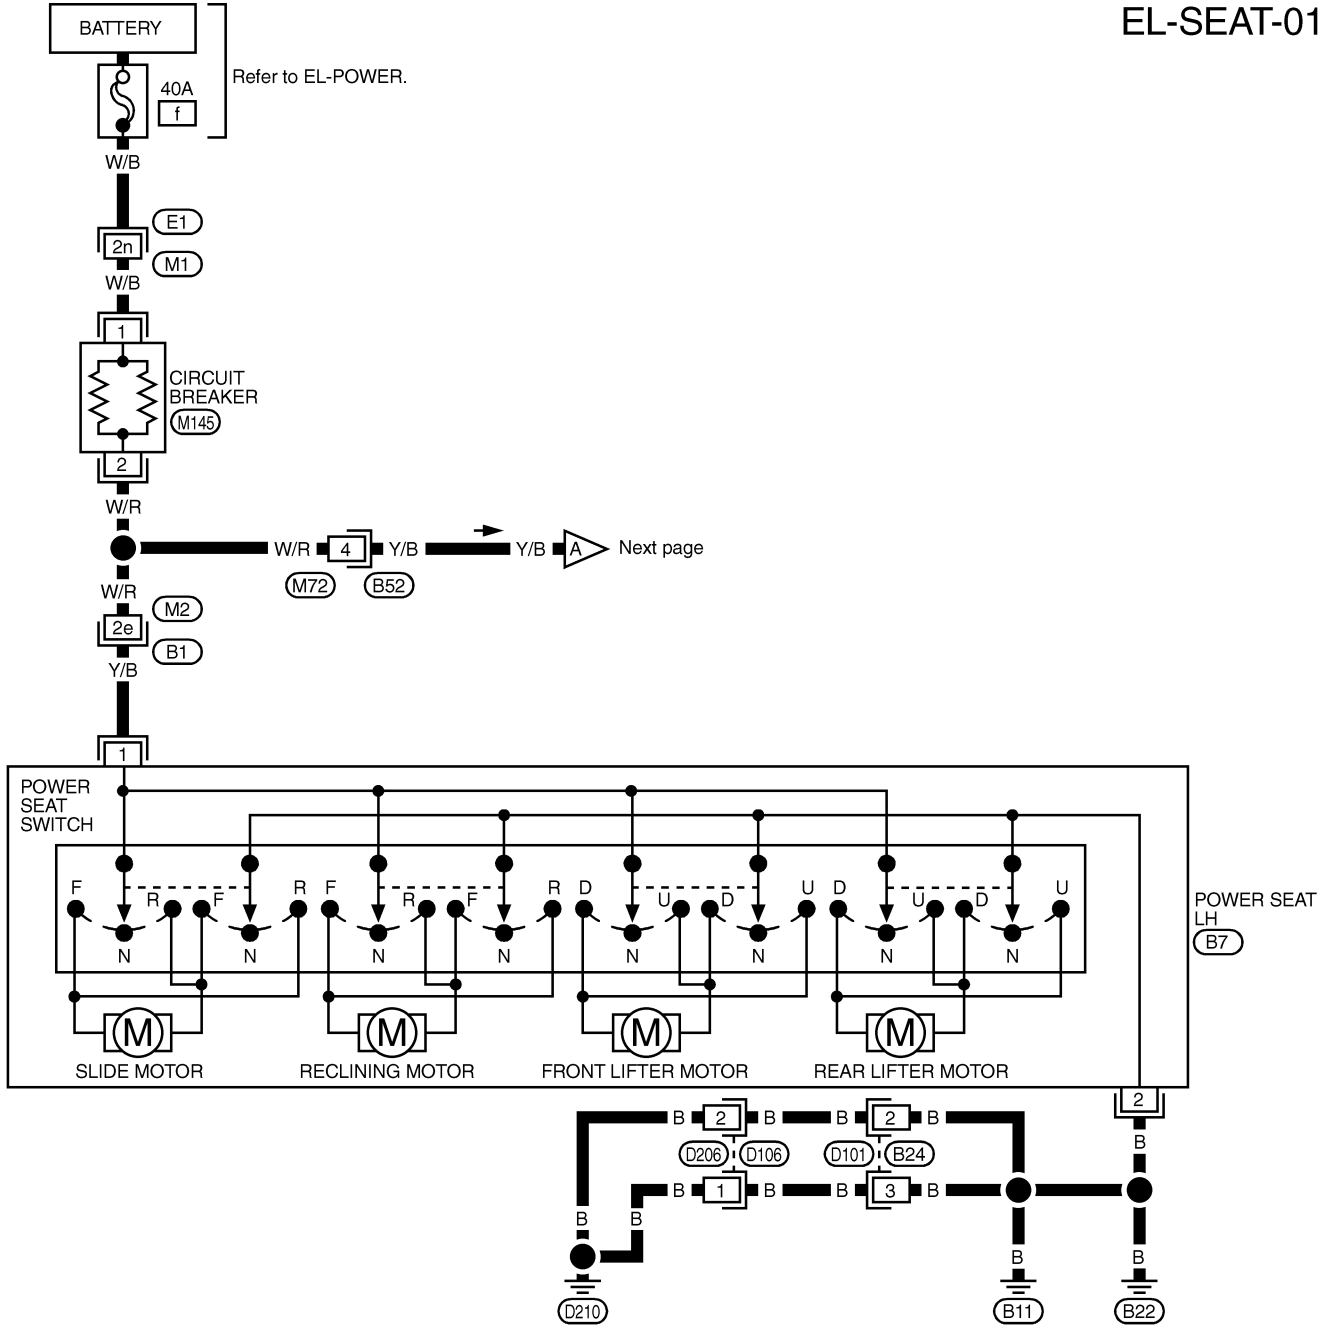 EL-SEAT-01
BATTERY
Refer to EL-POWER.
40A
f
W/B
E1
2n
M1
W/B
1
CIRCUIT
BREAKER
M145
2
W/R
W/R 4 Y/B Y/B A Next page
M72 B52
W/R
M2
2e
B1
Y/B
1
POWER
SEAT
SWITCH
F R F R F R F R D U D U D U D U
N N N N N N N N
POWER SEAT
LH
B7
M M M M
SLIDE MOTOR RECLINING MOTOR FRONT LIFTER MOTOR REAR LIFTER MOTOR
2
B 2 B B 2 B
B
D206 D106 D101 B24
B 1 B B 3 B
B B
B B
D210 B11 B22